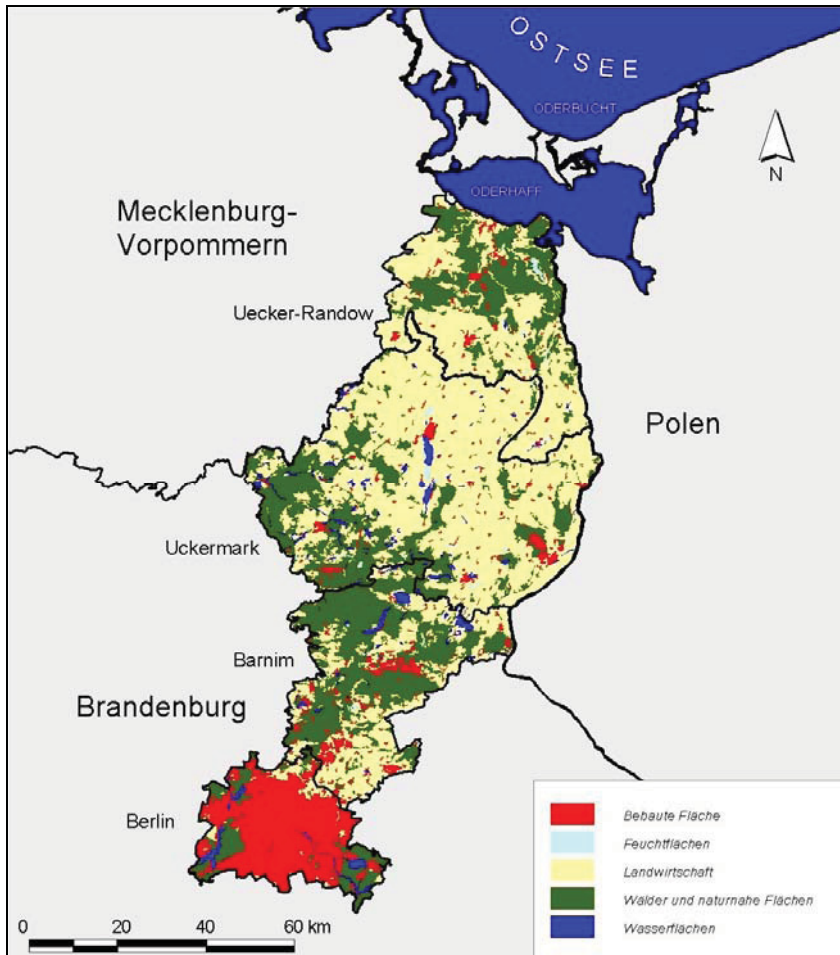 OSTSEE
ODERBUCHT
N
ODERHAFF
Mecklenburg-
Vorpommern
Uecker-Randow
Polen
Uckermark
Barnim
Brandenburg
Berlin
Bebaute Fläche
Feuchtflächen
Landwirtschaft
Wälder und naturnahe Flächen
Wasserflächen
0 20 40 60 km